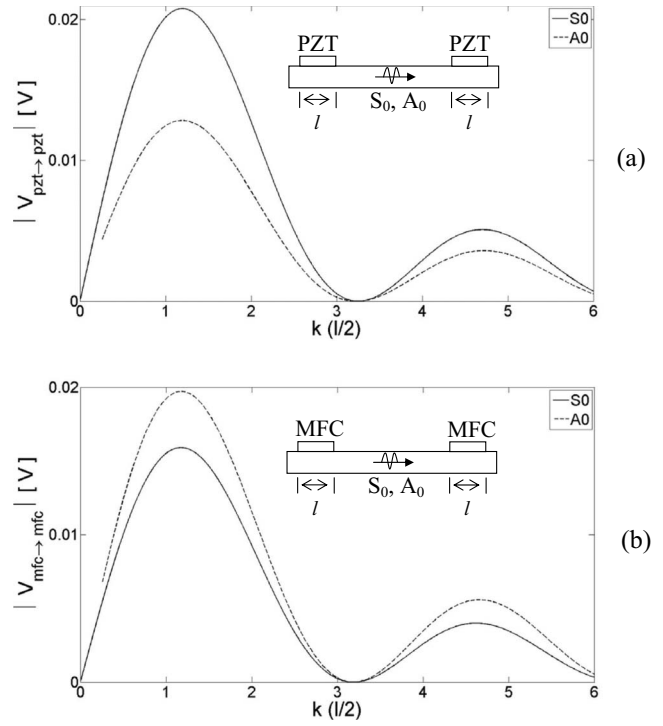 0.02
S0
A0
PZT
PZT
| V pzt→ pzt | [ V ]
0.01
S0, A0
l
l
(a)
0
0
1
2
3
4
5
6
k (l/2)
0.02
S0
A0
MFC
MFC
| V mfc→ mfc | [ V ]
0.01
S0, A0
l
l
(b)
0
0
1
2
3
4
5
6
k (l/2)